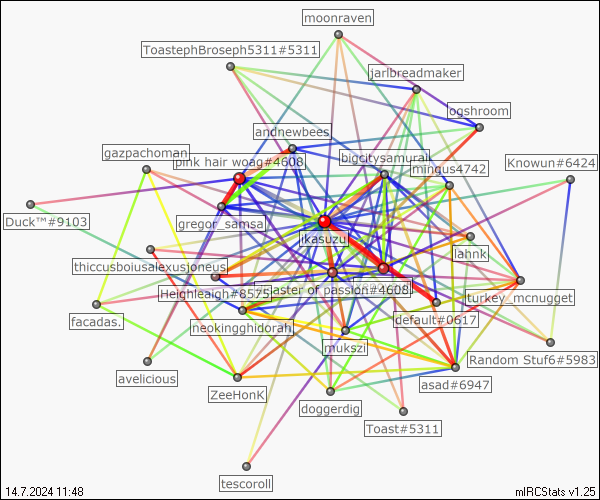 moonraven
ToastephBroseph5311#5311
jarlbreadmaker
ogshroom
andnewbees
gazpachoman
pink hair woag#4608
bigcitysamurai
mingus4742
Knowun#6424
Duck™#9103
gregor_samsa
ikasuzu
lahnk
thiccusboiusalexusjoneus
Heighleigh#8575
aster of passion#4608
turkey_mcnugget
facadas.
neokingghidorah
default#0617
mukszi
Random Stuf6#5983
avelicious
asad#6947
ZeeHonK
doggerdig
Toast#5311
tescoroll
14.7.2024 11:48
mIRCStats v1.25